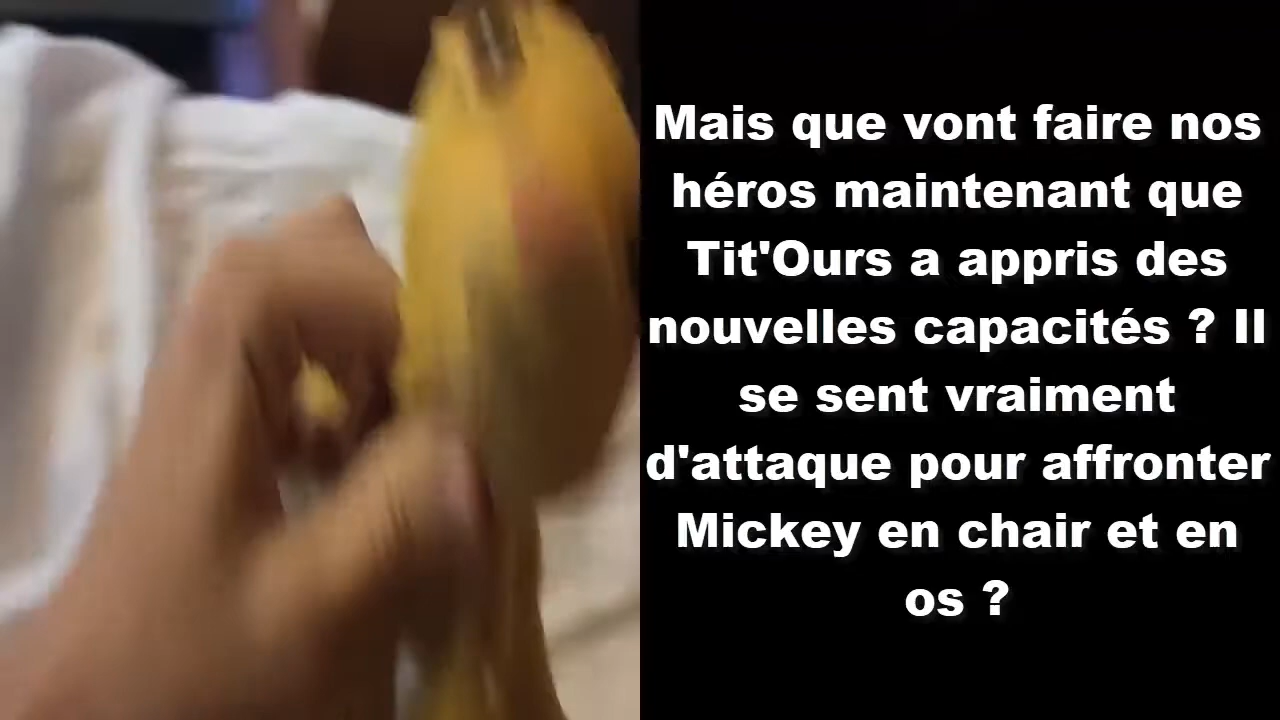 Mais que vont faire nos
héros maintenant que
Tit'Ours a appris des
nouvelles capacités ? Il
se sent vraiment
d'attaque pour affronter
Mickey en chair et en
os ?